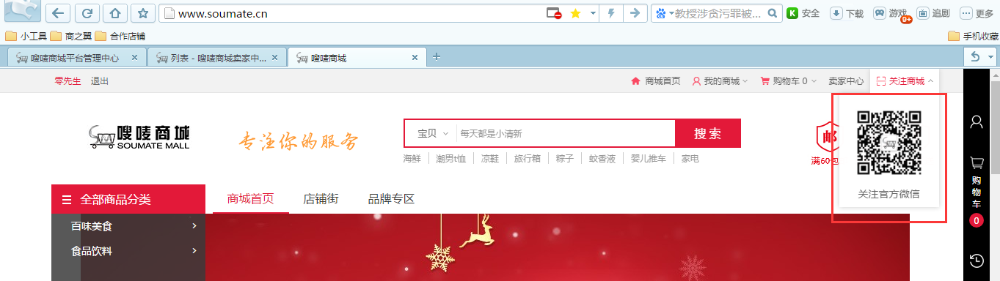 www.soumate.cn
教授涉贪污罪被...
安全
下载
游戏
9+
追剧
更多
小工具
商之翼
合作店铺
手机收藏
嗖唛商城平台管理中心
列表 - 嗖唛商城卖家中...
嗖唛商城
零先生
退出
商城首页
我的商城
购物车 0
卖家中心
关注商城
嗖唛商城
SOUMATE MALL
专注你的服务
宝贝
每天都是小清新
搜索
海鲜
潮男t恤
凉鞋
旅行箱
粽子
蚊香液
婴儿推车
家电
邮
满60包
关注官方微信
购物车
0
全部商品分类
商城首页
店铺街
品牌专区
百味美食
食品饮料